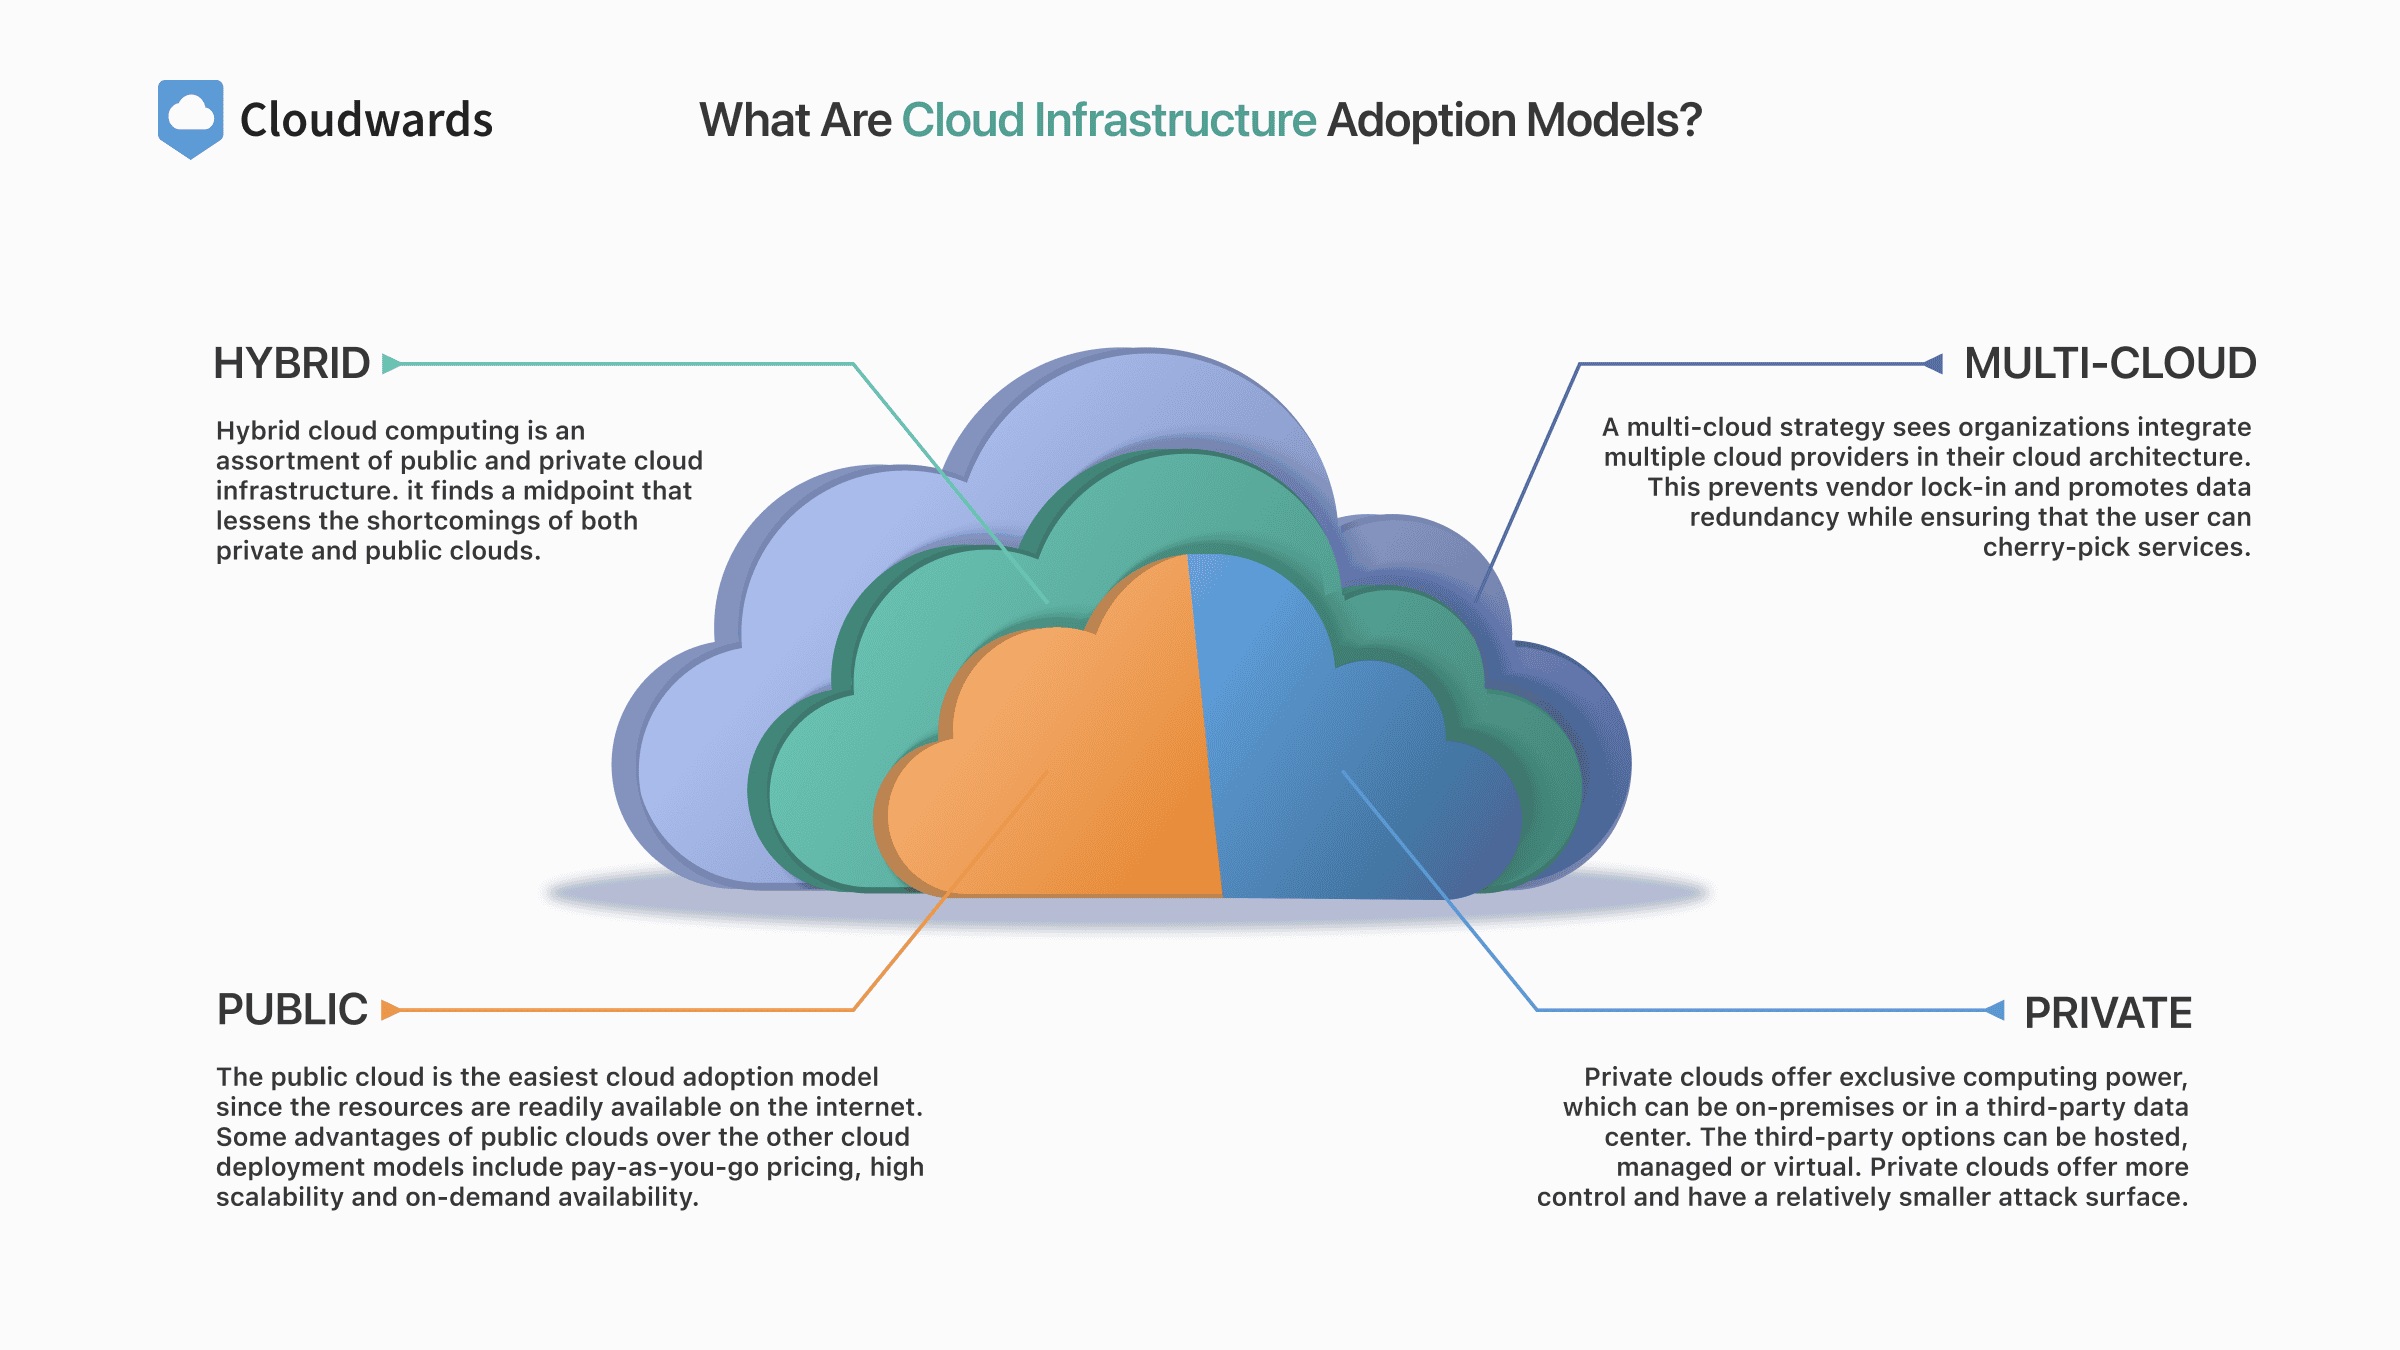 Cloudwards
What Are Cloud Infrastructure Adoption Models?
HYBRID
Hybrid cloud computing is an
assortment of public and private cloud
infrastructure. it finds a midpoint that
lessens the shortcomings of both
private and public clouds.
MULTI-CLOUD
A multi-cloud strategy sees organizations integrate
multiple cloud providers in their cloud architecture.
This prevents vendor lock-in and promotes data
redundancy while ensuring that the user can
cherry-pick services.
PUBLIC
The public cloud is the easiest cloud adoption model
since the resources are readily available on the internet.
Some advantages of public clouds over the other cloud
deployment models include pay-as-you-go pricing, high
scalability and on-demand availability.
PRIVATE
Private clouds offer exclusive computing power,
which can be on-premises or in a third-party data
center. The third-party options can be hosted,
managed or virtual. Private clouds offer more
control and have a relatively smaller attack surface.